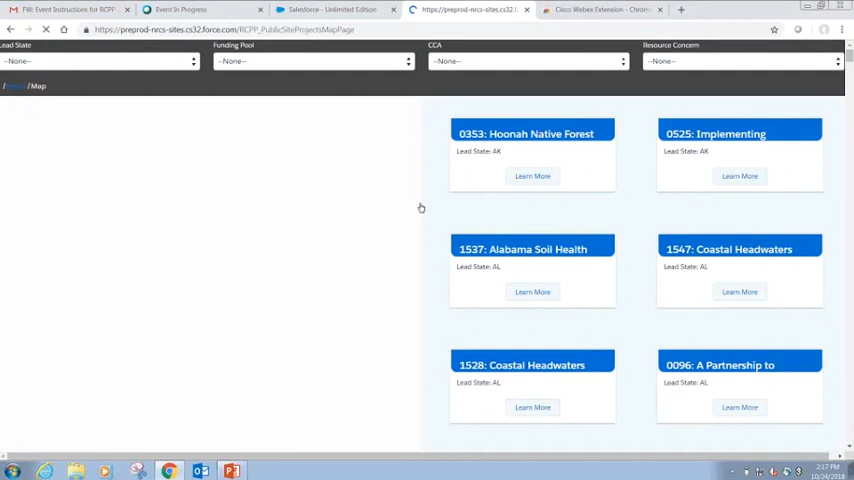 FW: Event Instructions for RCPP
Event In Progress
Salesforce - Unlimited Edition
https://preprod-nrcs-sites.cs32.f
Cisco Webex Extension - Chrom
https://preprod-nrcs-sites.cs32.force.com/RCPP_PublicSiteProjectsMapPage
Lead State
Funding Pool
CCA
Resource Concern
--None--
--None--
--None--
--None--
/Map
0353: Hoonah Native Forest
0525: Implementing
Lead State: AK
Lead State: AK
Learn More
Learn More
1537: Alabama Soil Health
1547: Coastal Headwaters
Lead State: AL
Lead State: AL
Learn More
Learn More
1528: Coastal Headwaters
0096: A Partnership to
Lead State: AL
Lead State: AL
Learn More
Learn More
2:17 PM
10/24/2018